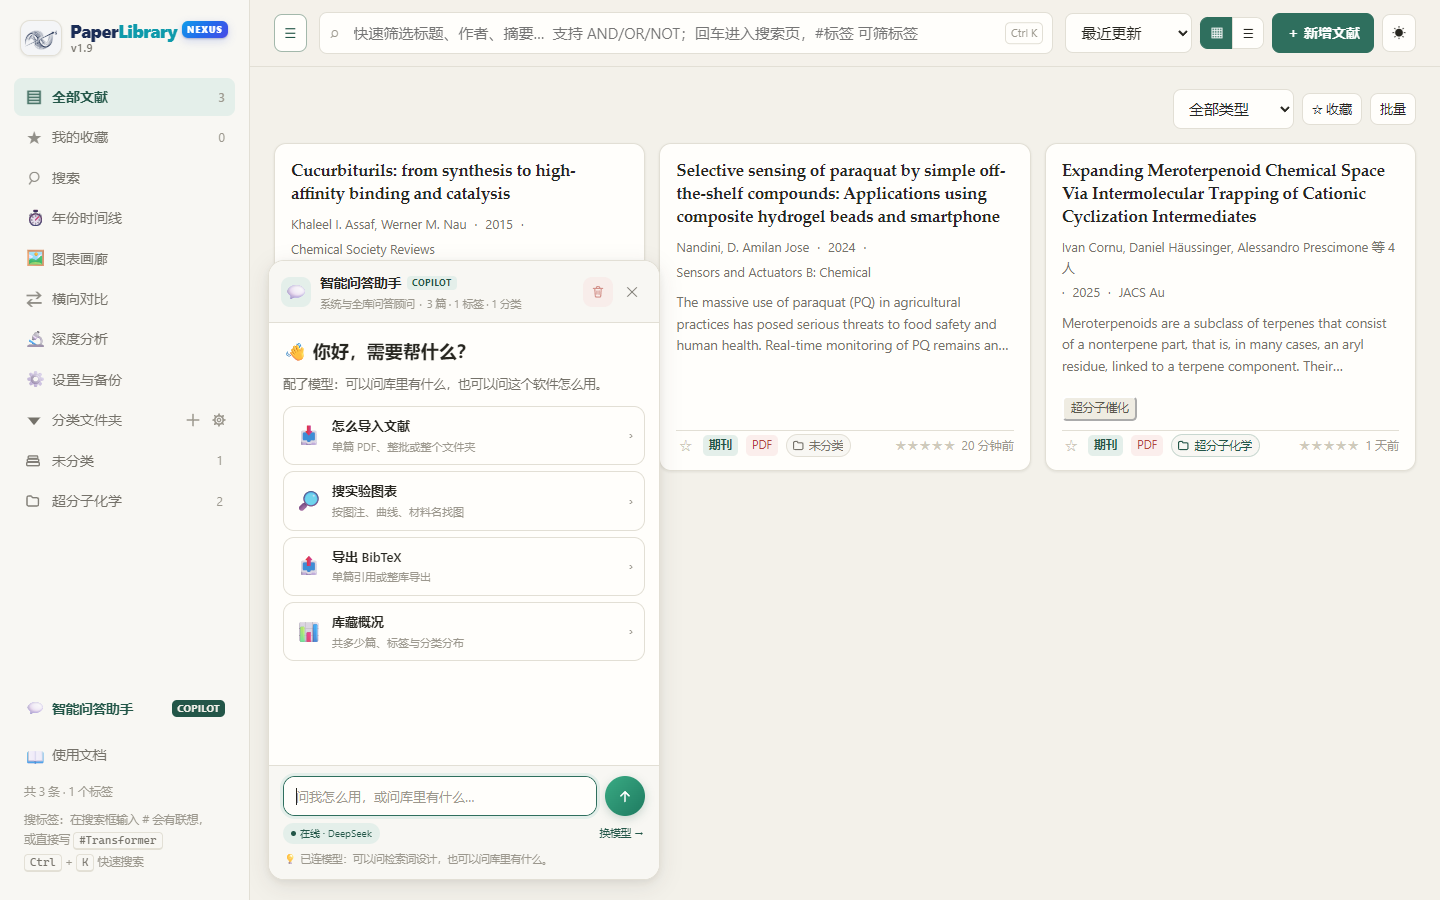 PaperLibrary NEXUS
v1.9
全部文献 3
我的收藏 0
搜索
年份时间线
图表画廊
横向对比
深度分析
设置与备份
分类文件夹
未分类 1
超分子化学 2
智能问答助手 COPILOT
使用文档
共 3 条 · 1 个标签
搜标签：在搜索框输入 # 会有联想，
或直接写 #Transformer
Ctrl + K 快速搜索
快速筛选标题、作者、摘要... 支持 AND/OR/NOT；回车进入搜索页，#标签 可筛标签 Ctrl K
最近更新
+ 新增文献
全部类型
☆ 收藏
批量
Cucurbiturils: from synthesis to high-
affinity binding and catalysis
Khaleel I. Assaf, Werner M. Nau · 2015 ·
Chemical Society Reviews
智能问答助手 COPILOT
系统与全库问答顾问 · 3 篇 · 1 标签 · 1 分类
👋 你好，需要帮什么？
配了模型：可以问库里有什么，也可以问这个软件怎么用。
怎么导入文献
单篇 PDF、整批或整个文件夹
搜实验图表
按图注、曲线、材料名找图
导出 BibTeX
单篇引用或整库导出
库藏概况
共多少篇、标签与分类分布
问我怎么用，或问库里有什么...
在线 · DeepSeek
换模型 →
已连模型：可以问检索词设计，也可以问库里有什么。
Selective sensing of paraquat by simple off-
the-shelf compounds: Applications using
composite hydrogel beads and smartphone
Nandini, D. Amilan Jose · 2024 ·
Sensors and Actuators B: Chemical
The massive use of paraquat (PQ) in agricultural
practices has posed serious threats to food safety and
human health. Real-time monitoring of PQ remains an...
☆ 期刊 PDF 未分类 ★★★★★ 20 分钟前
Expanding Meroterpenoid Chemical Space
Via Intermolecular Trapping of Cationic
Cyclization Intermediates
Ivan Cornu, Daniel Häussinger, Alessandro Prescimone 等 4
人
· 2025 · JACS Au
Meroterpenoids are a subclass of terpenes that consist
of a nonterpene part, that is, in many cases, an aryl
residue, linked to a terpene component. Their...
超分子催化
☆ 期刊 PDF 超分子化学 ★★★★★ 1 天前